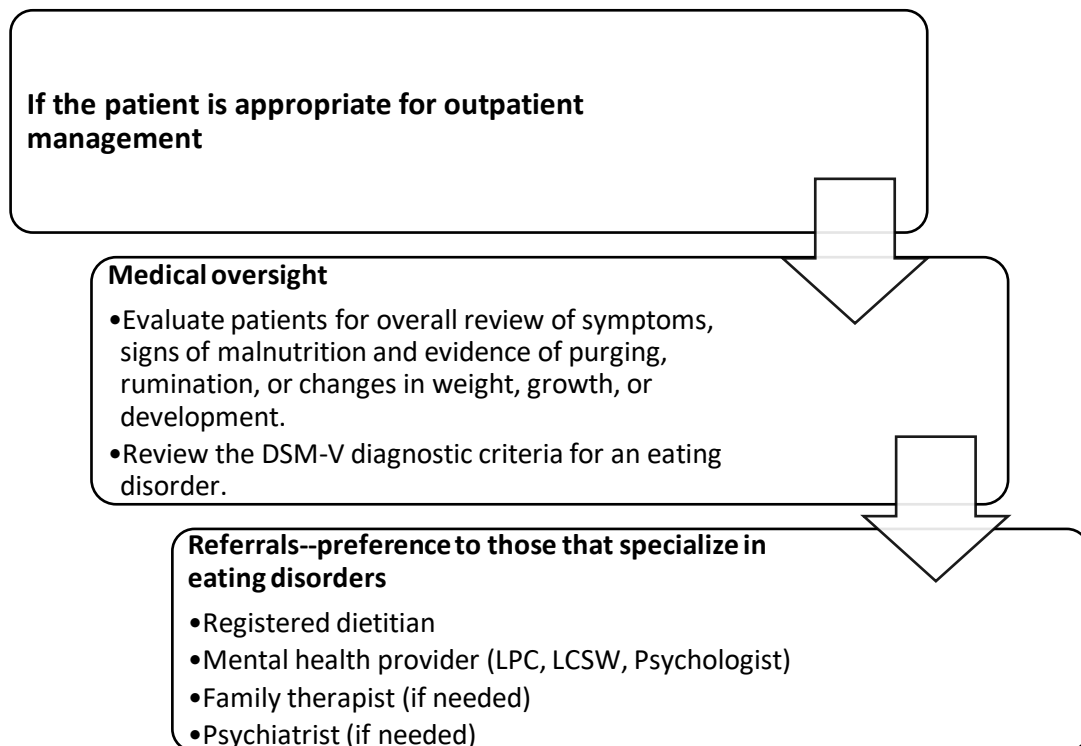 If the patient is appropriate for outpatient
management
Medical oversight
•Evaluate patients for overall review of symptoms,
signs of malnutrition and evidence of purging,
rumination, or changes in weight, growth, or
development.
•Review the DSM-V diagnostic criteria for an eating
disorder.
Referrals--preference to those that specialize in
eating disorders
•Registered dietitian
•Mental health provider (LPC, LCSW, Psychologist)
•Family therapist (if needed)
•Psychiatrist (if needed)